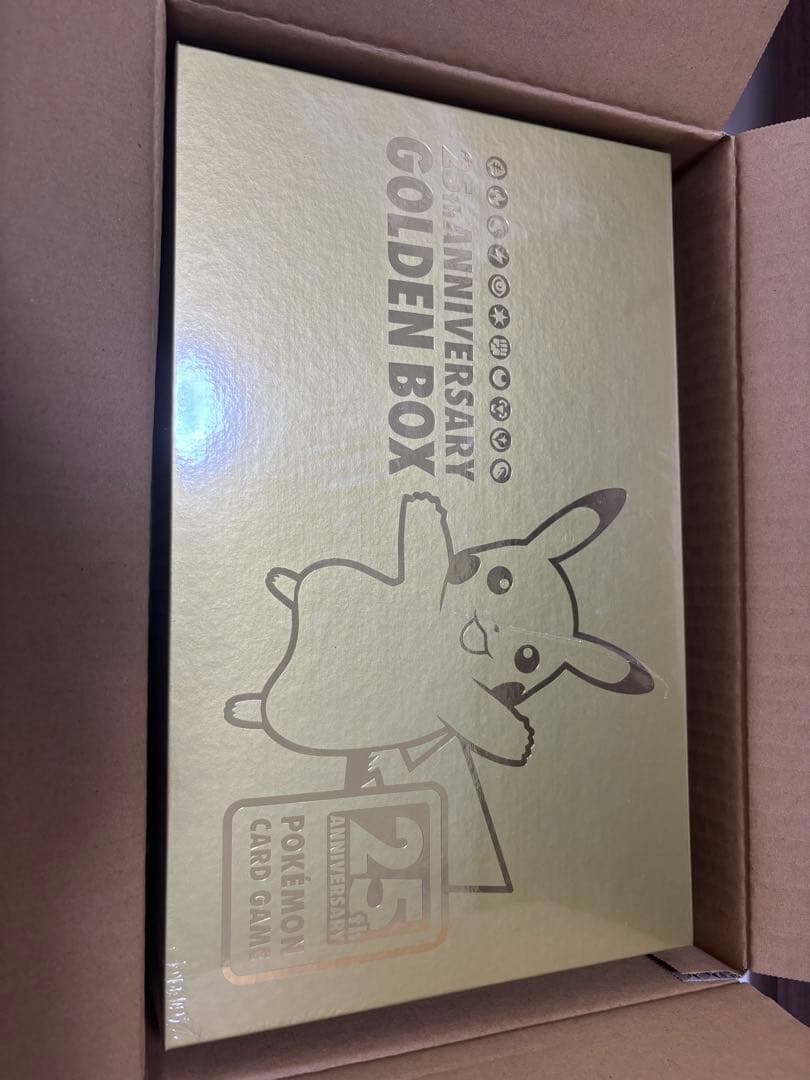 25th ANNIVERSARY
GOLDEN BOX
25th
ANNIVERSARY
POKÉMON
CARD GAME